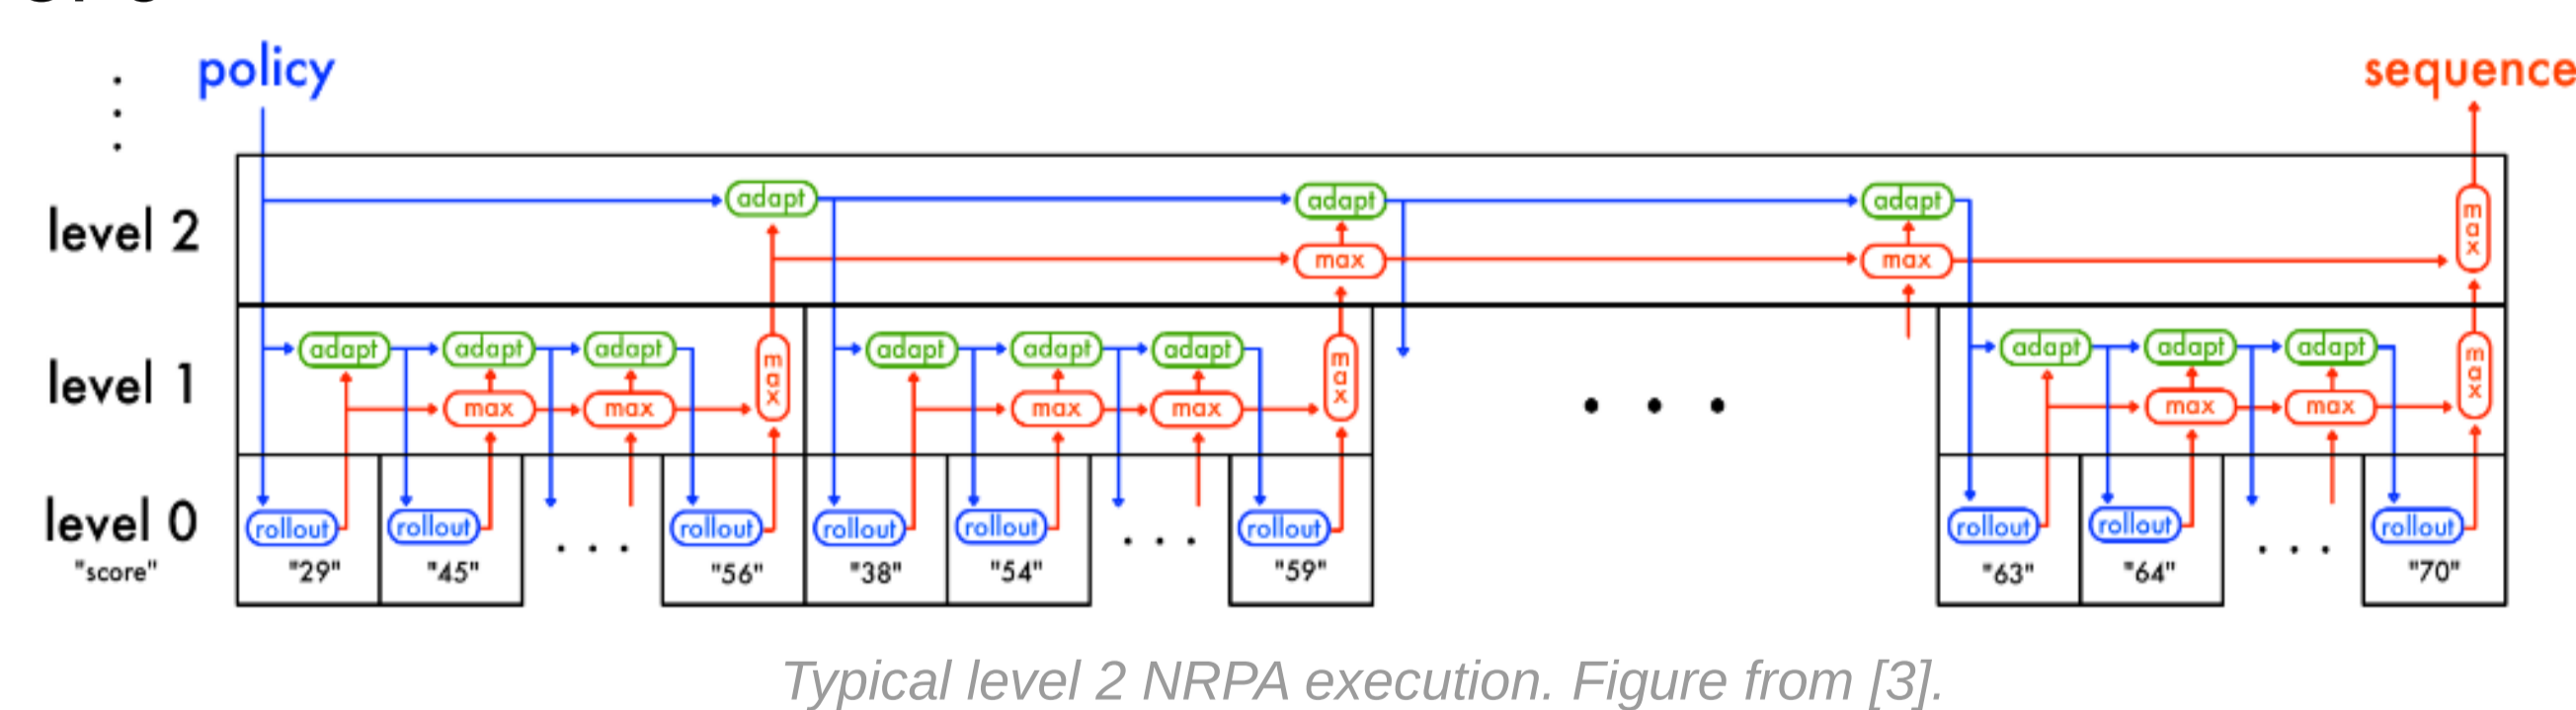 policy sequence
level 2 adapt adapt adapt max
max max
level 1 adapt adapt adapt max adapt adapt adapt max adapt adapt adapt max
max max max max max max
level 0 rollout rollout . . . rollout rollout rollout . . . rollout rollout rollout . . . rollout
"score" "29" "45" "56" "38" "54" "59" "63" "64" "70"
Typical level 2 NRPA execution. Figure from [3].